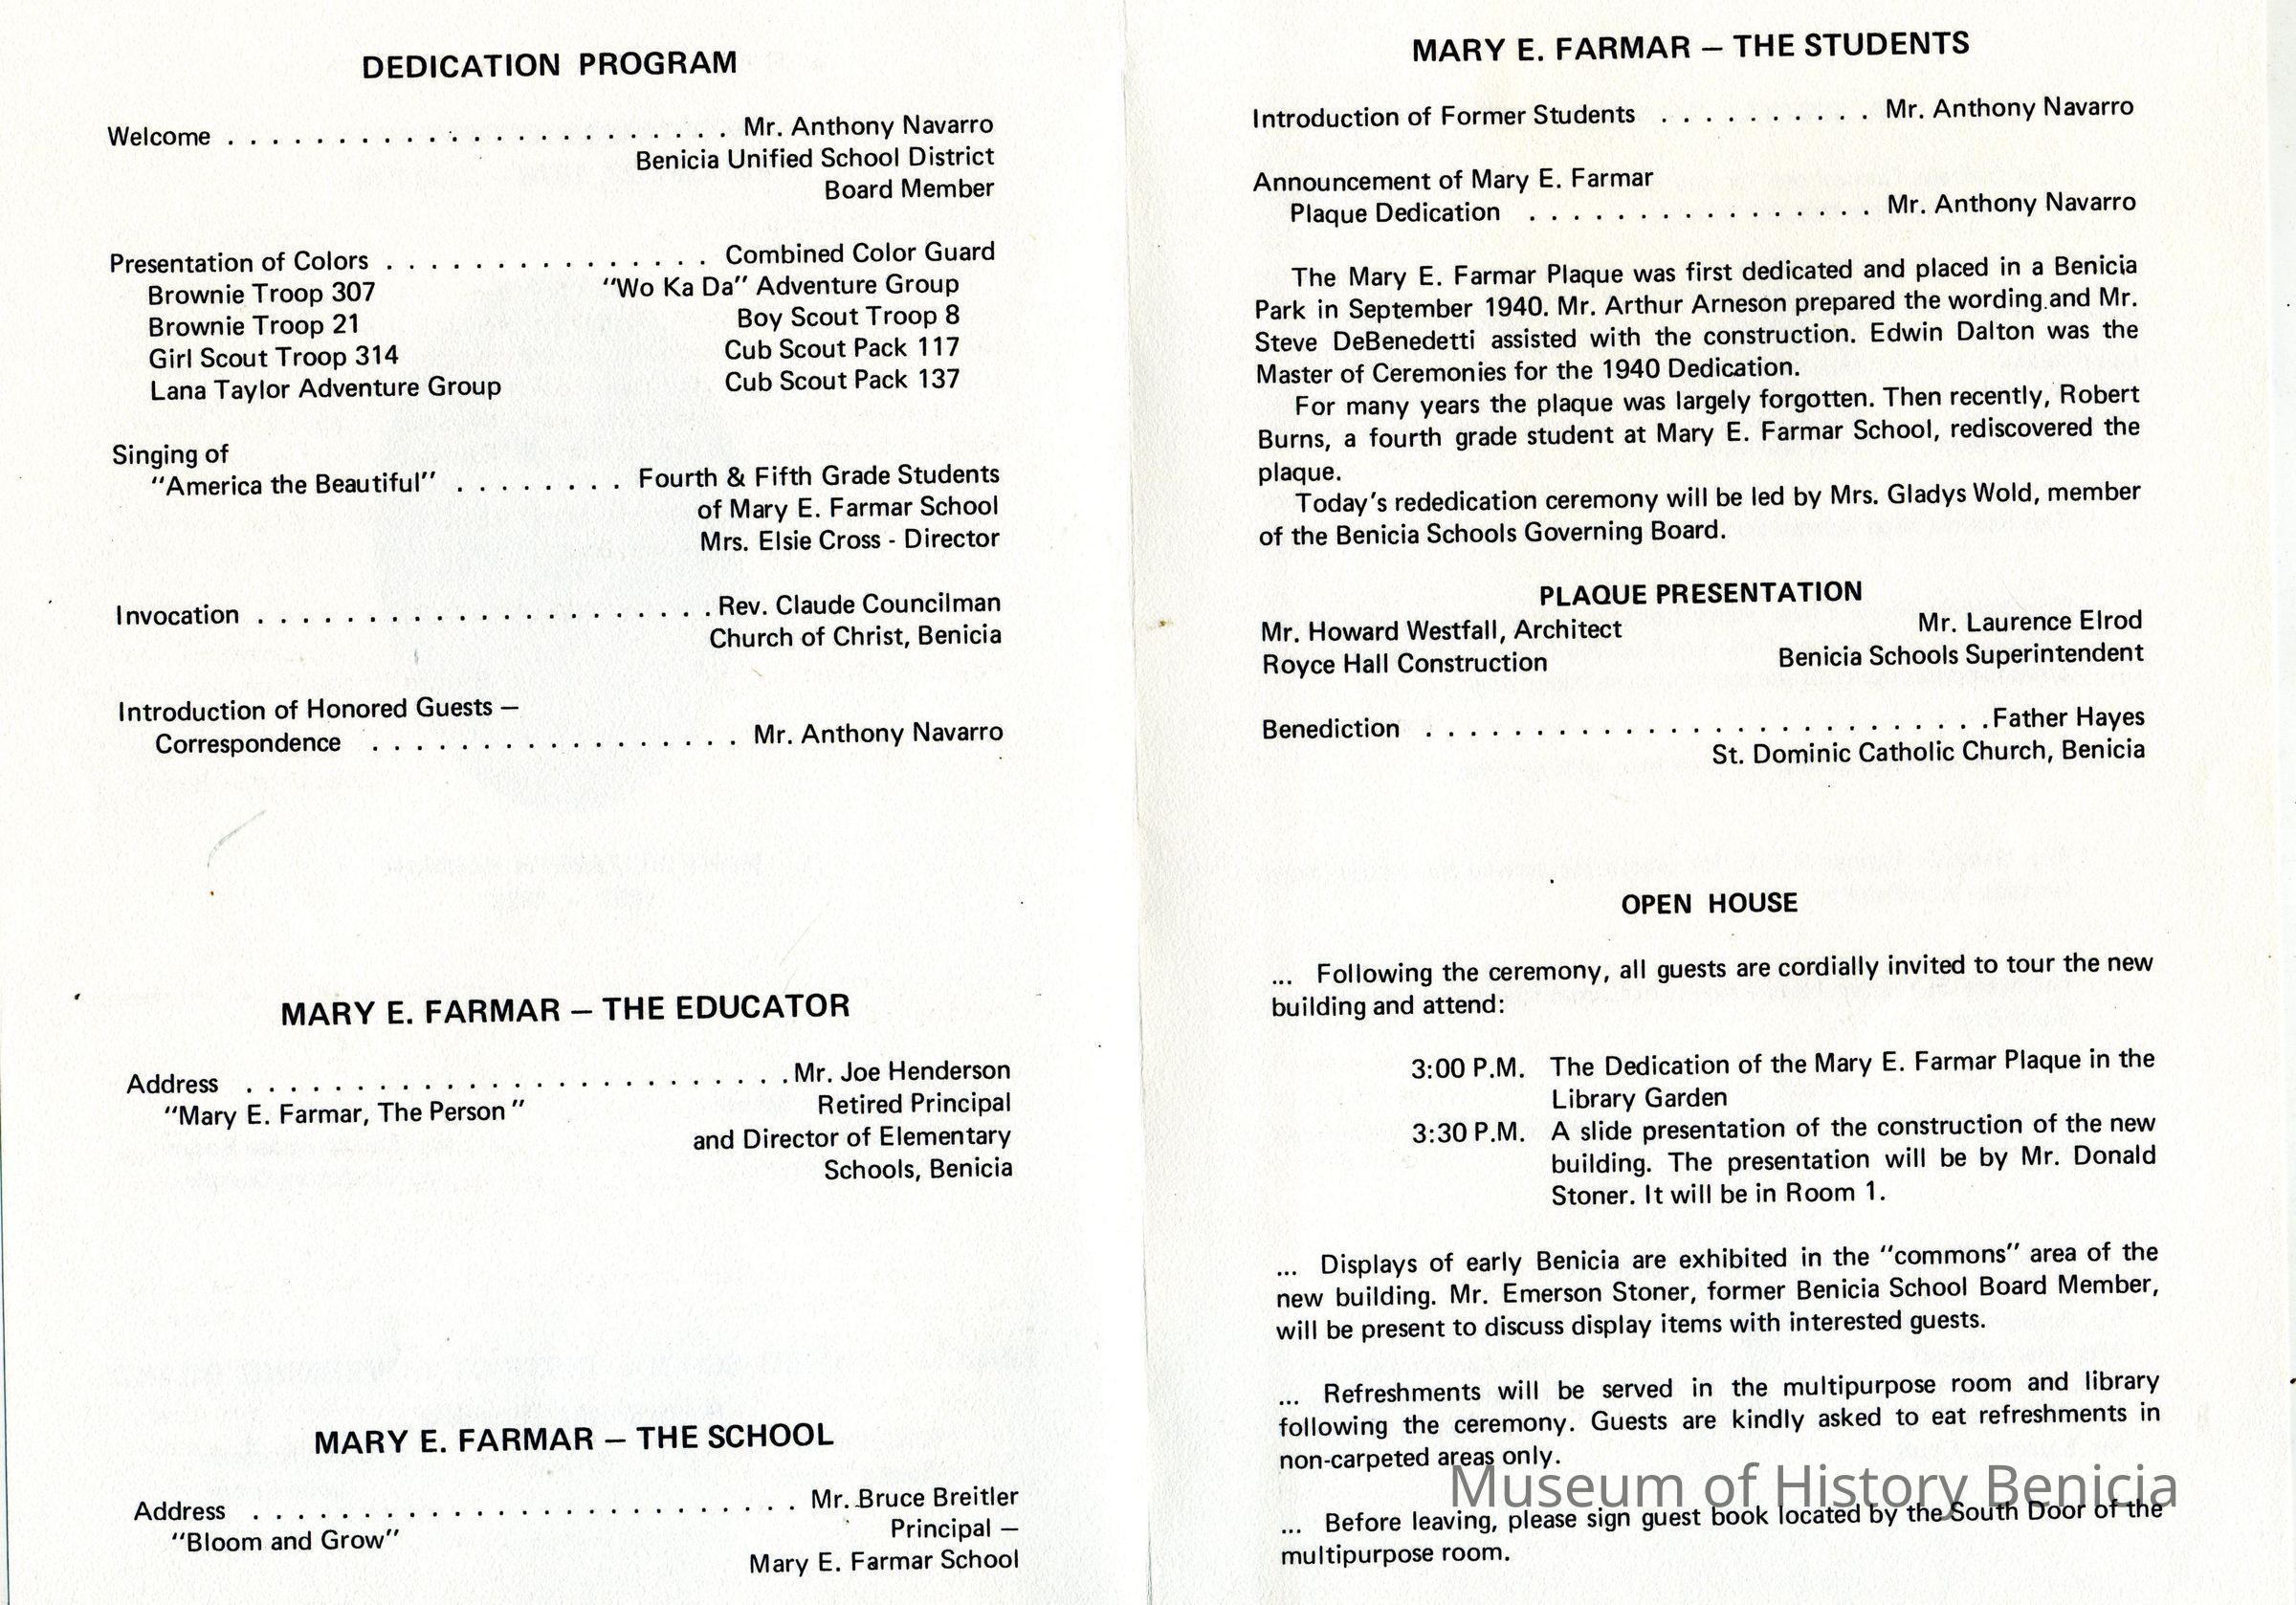 DEDICATION PROGRAM
Welcome . . . . . . . . . . . . . . . . . . . Mr. Anthony Navarro
Benicia Unified School District
Board Member
Presentation of Colors . . . . . . . . . . . . Combined Color Guard
Brownie Troop 307 "Wo Ka Da" Adventure Group
Brownie Troop 21 Boy Scout Troop 8
Girl Scout Troop 314 Cub Scout Pack 117
Lana Taylor Adventure Group Cub Scout Pack 137
Singing of
"America the Beautiful" . . . . . . . Fourth & Fifth Grade Students
of Mary E. Farmar School
Mrs. Elsie Cross - Director
Invocation . . . . . . . . . . . . . . . . . Rev. Claude Councilman
Church of Christ, Benicia
Introduction of Honored Guests —
Correspondence . . . . . . . . . . . . . . Mr. Anthony Navarro
MARY E. FARMAR — THE EDUCATOR
Address . . . . . . . . . . . . . . . . . . . . Mr. Joe Henderson
"Mary E. Farmar, The Person" Retired Principal
and Director of Elementary
Schools, Benicia
MARY E. FARMAR — THE SCHOOL
Address . . . . . . . . . . . . . . . . . . . . Mr. Bruce Breitler
"Bloom and Grow" Principal —
Mary E. Farmar School
MARY E. FARMAR — THE STUDENTS
Introduction of Former Students . . . . . . . . Mr. Anthony Navarro
Announcement of Mary E. Farmar
Plaque Dedication . . . . . . . . . . . . . Mr. Anthony Navarro
The Mary E. Farmar Plaque was first dedicated and placed in a Benicia
Park in September 1940. Mr. Arthur Arneson prepared the wording and Mr.
Steve DeBenedetti assisted with the construction. Edwin Dalton was the
Master of Ceremonies for the 1940 Dedication.
For many years the plaque was largely forgotten. Then recently, Robert
Burns, a fourth grade student at Mary E. Farmar School, rediscovered the
plaque.
Today's rededication ceremony will be led by Mrs. Gladys Wold, member
of the Benicia Schools Governing Board.
PLAQUE PRESENTATION
Mr. Howard Westfall, Architect Mr. Laurence Elrod
Royce Hall Construction Benicia Schools Superintendent
Benediction . . . . . . . . . . . . . . . . . . . . . Father Hayes
St. Dominic Catholic Church, Benicia
OPEN HOUSE
... Following the ceremony, all guests are cordially invited to tour the new
building and attend:
3:00 P.M. The Dedication of the Mary E. Farmar Plaque in the
Library Garden
3:30 P.M. A slide presentation of the construction of the new
building. The presentation will be by Mr. Donald
Stoner. It will be in Room 1.
... Displays of early Benicia are exhibited in the "commons" area of the
new building. Mr. Emerson Stoner, former Benicia School Board Member,
will be present to discuss display items with interested guests.
... Refreshments will be served in the multipurpose room and library
following the ceremony. Guests are kindly asked to eat refreshments in
non-carpeted areas only.
Museum of History Benicia
... Before leaving, please sign guest book located by the South Door of the
multipurpose room.